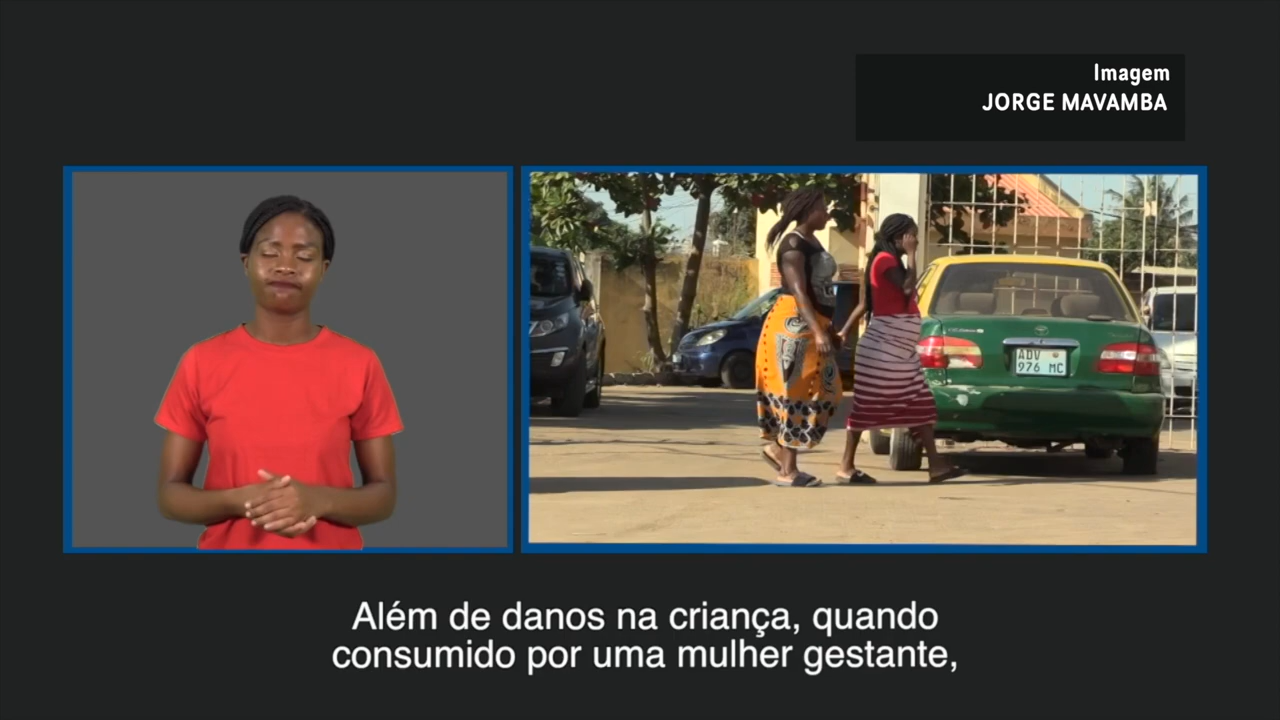 Imagem
JORGE MAVAMBA
ADV
976 MC
Além de danos na criança, quando
consumido por uma mulher gestante,